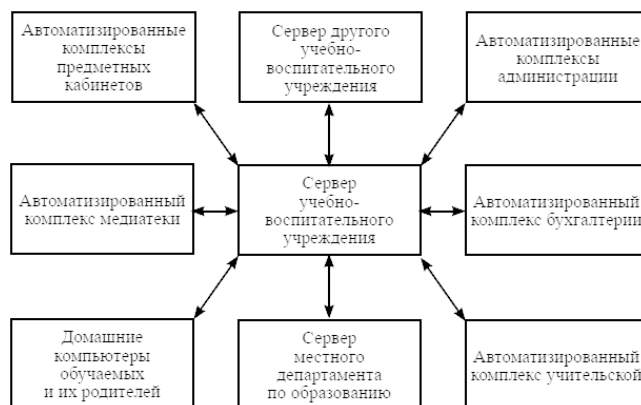 Автоматизированные
комплексы
предметных
кабинетов
Сервер другого
учебно-
воспитательного
учреждения
Автоматизированные
комплексы
администрации
Автоматизированный
комплекс медиатеки
Сервер
учебно-
воспитательного
учреждения
Автоматизированный
комплекс бухгалтерии
Домашние
компьютеры
обучаемых
и их родителей
Сервер
местного
департамента
по образованию
Автоматизированный
комплекс учительской